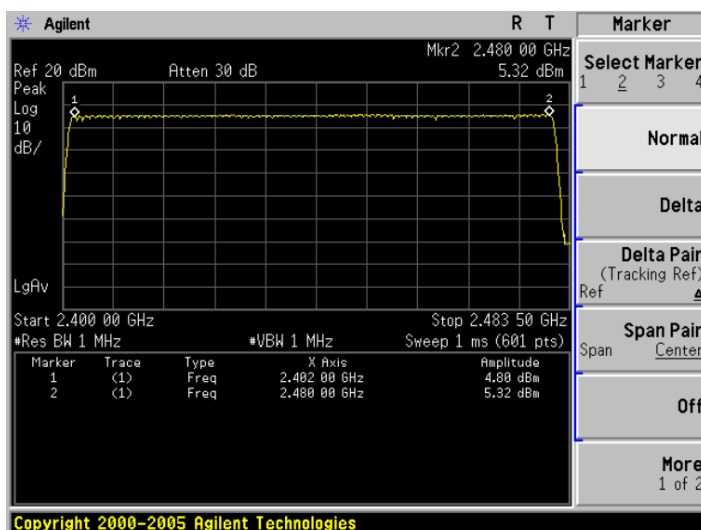 Agilent R T
Mkr2 2.480 00 GHz
Ref 20 dBm Atten 30 dB 5.32 dBm
Peak
Log
10
dB/
1
2
LgAv
Start 2.400 00 GHz Stop 2.483 50 GHz
#Res BW 1 MHz #VBW 1 MHz Sweep 1 ms (601 pts)
Marker Trace Type X Axis Amplitude
1 (1) Freq 2.402 00 GHz 4.80 dBm
2 (1) Freq 2.480 00 GHz 5.32 dBm
Copyright 2000-2005 Agilent Technologies
Marker
Select Marker
1 2 3 4
Normal
Delta
Delta Pair
(Tracking Ref)
Ref Δ
Span Pair
Span Center
Off
More
1 of 2